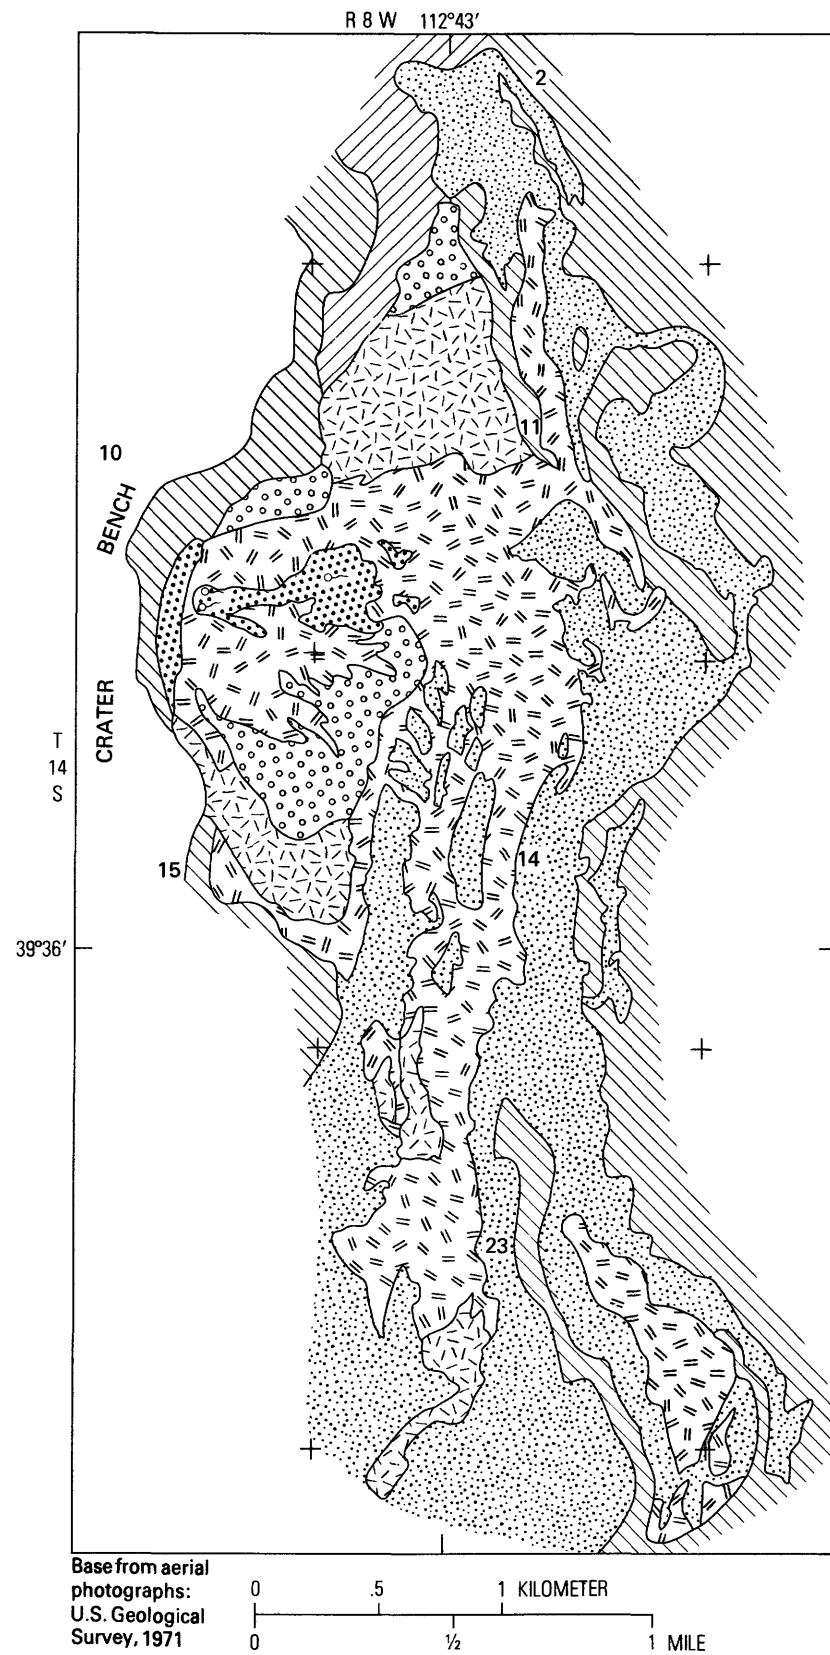 R 8 W 112°43′
2
11
10
BENCH
CRATER
T
14
S
15
14
39°36′
23
Base from aerial
photographs:
U.S. Geological
Survey, 1971
0 .5 1 KILOMETER
0 ½ 1 MILE